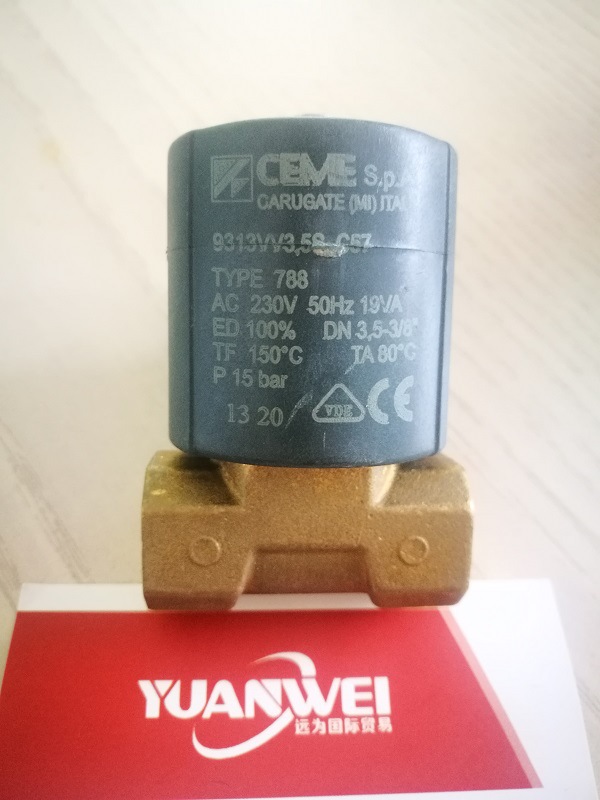 CEME S.p.A
CARUGATE (MI) ITAL
9313VV3,5S C57
TYPE 788
AC 230V 50Hz 19VA
ED 100% DN 3,5-3/8"
TF 150°C TA 80°C
P 15 bar
13 20
VDE CE
YUANWEI
远为国际贸易